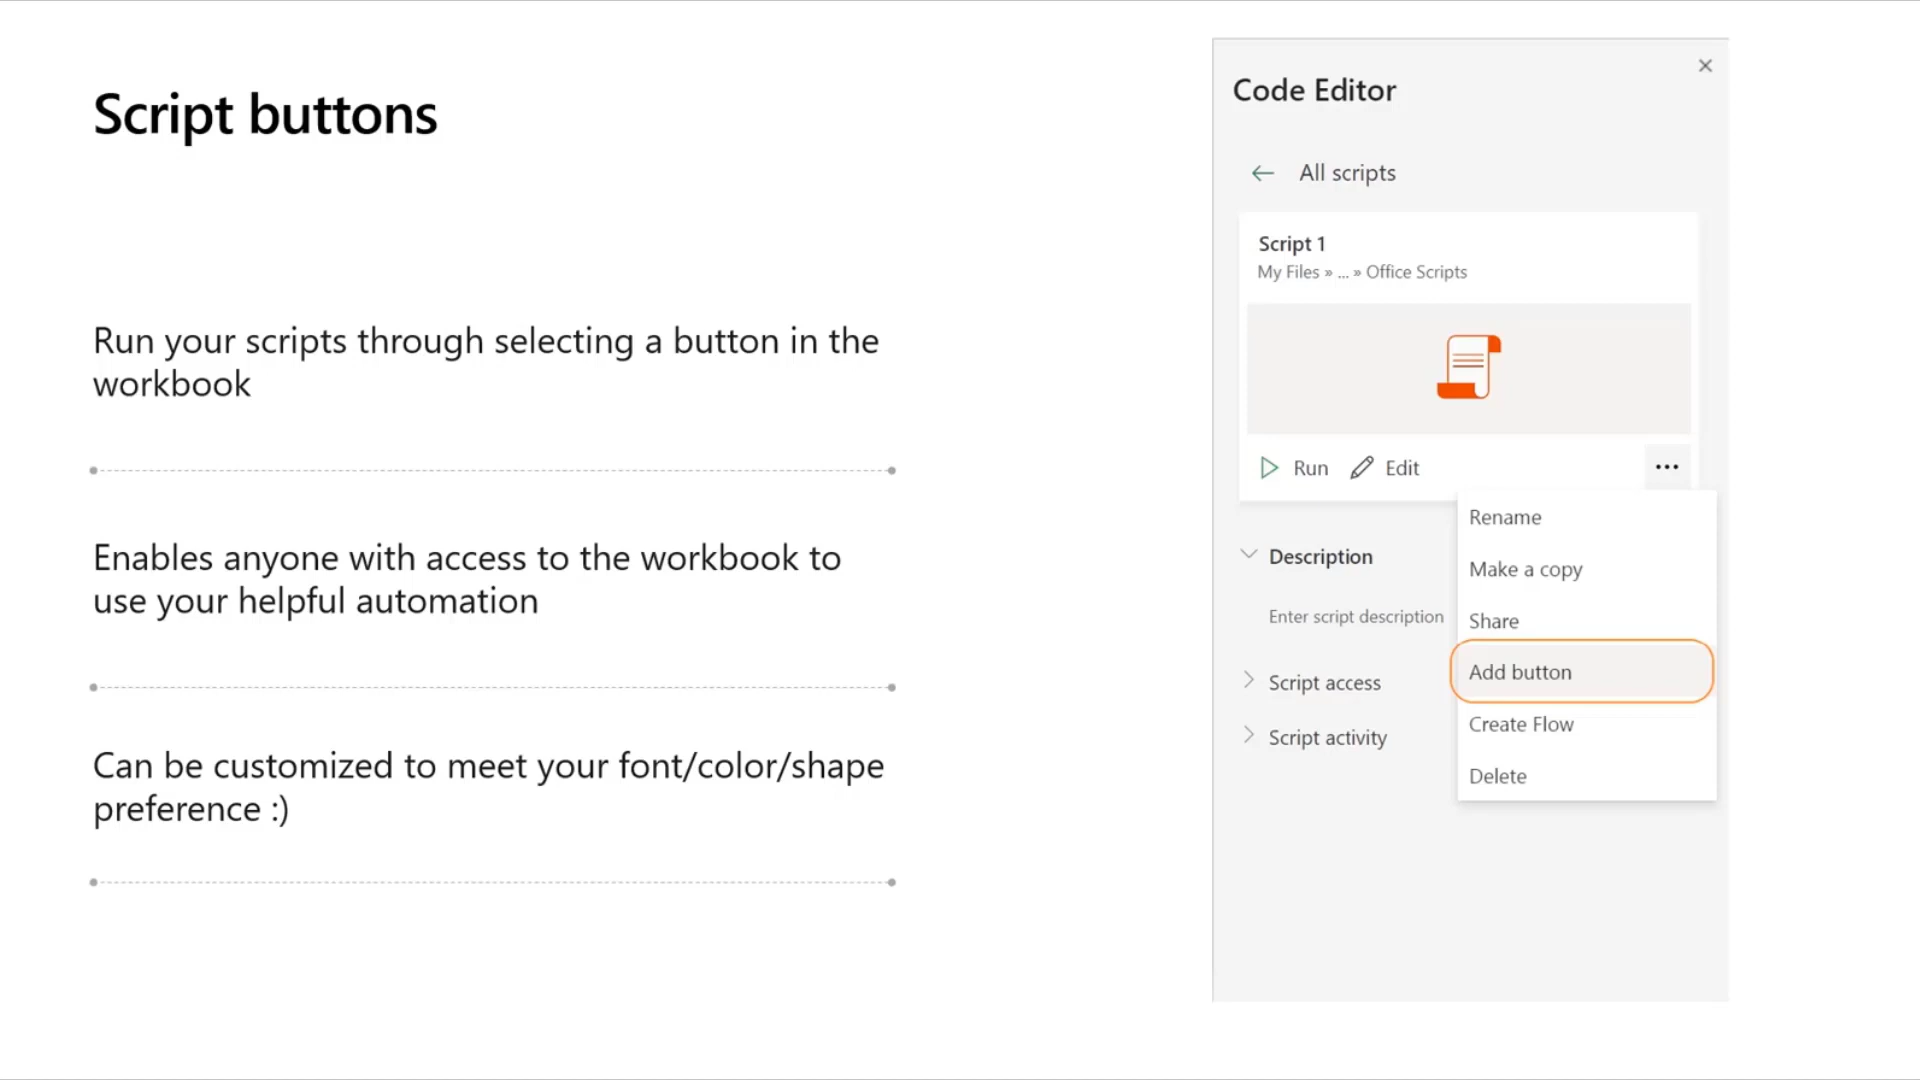 Script buttons
Run your scripts through selecting a button in the
workbook
Enables anyone with access to the workbook to
use your helpful automation
Can be customized to meet your font/color/shape
preference :)
Code Editor
All scripts
Script 1
My Files » ... » Office Scripts
Run
Edit
Rename
Make a copy
Share
Add button
Create Flow
Delete
Description
Enter script description
Script access
Script activity